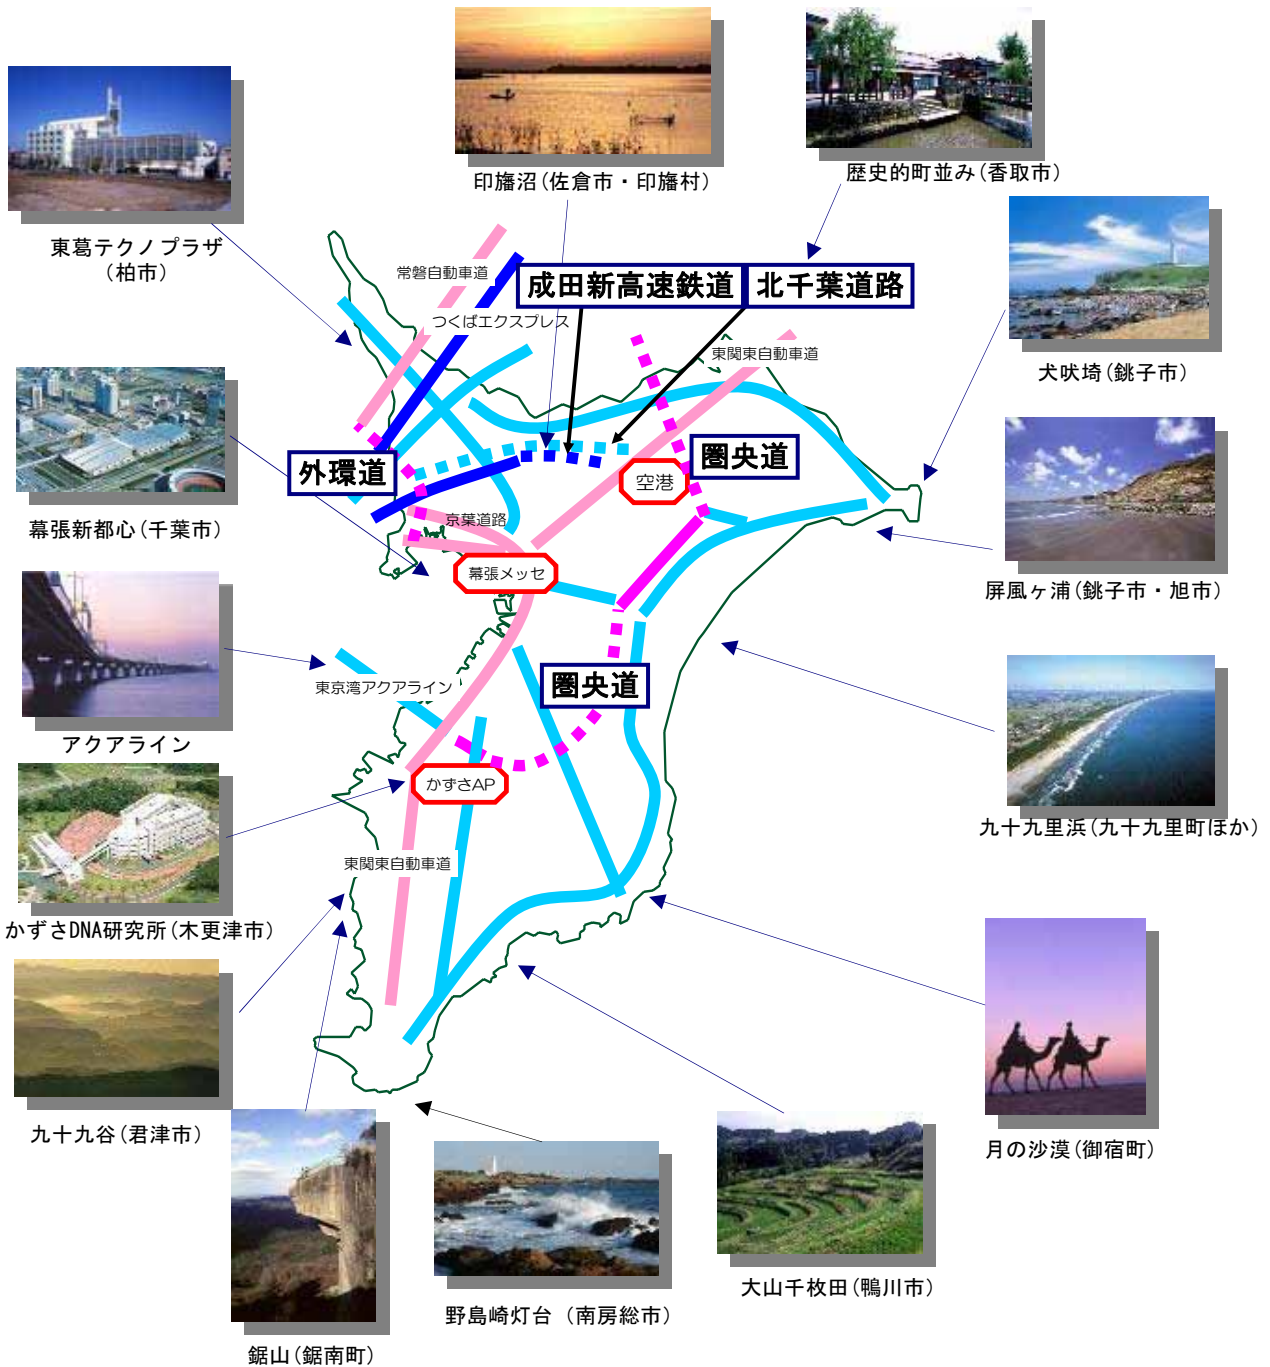 印旛沼(佐倉市・印旛村)
歴史的町並み(香取市)
東葛テクノプラザ
(柏市)
常磐自動車道
成田新高速鉄道
北千葉道路
つくばエクスプレス
東関東自動車道
犬吠埼(銚子市)
外環道
圏央道
空港
幕張新都心(千葉市)
京葉道路
幕張メッセ
屏風ヶ浦(銚子市・旭市)
東京湾アクアライン
圏央道
アクアライン
かずさAP
九十九里浜(九十九里町ほか)
東関東自動車道
かずさDNA研究所(木更津市)
九十九谷(君津市)
月の沙漠(御宿町)
大山千枚田(鴨川市)
野島崎灯台 (南房総市)
鋸山(鋸南町)